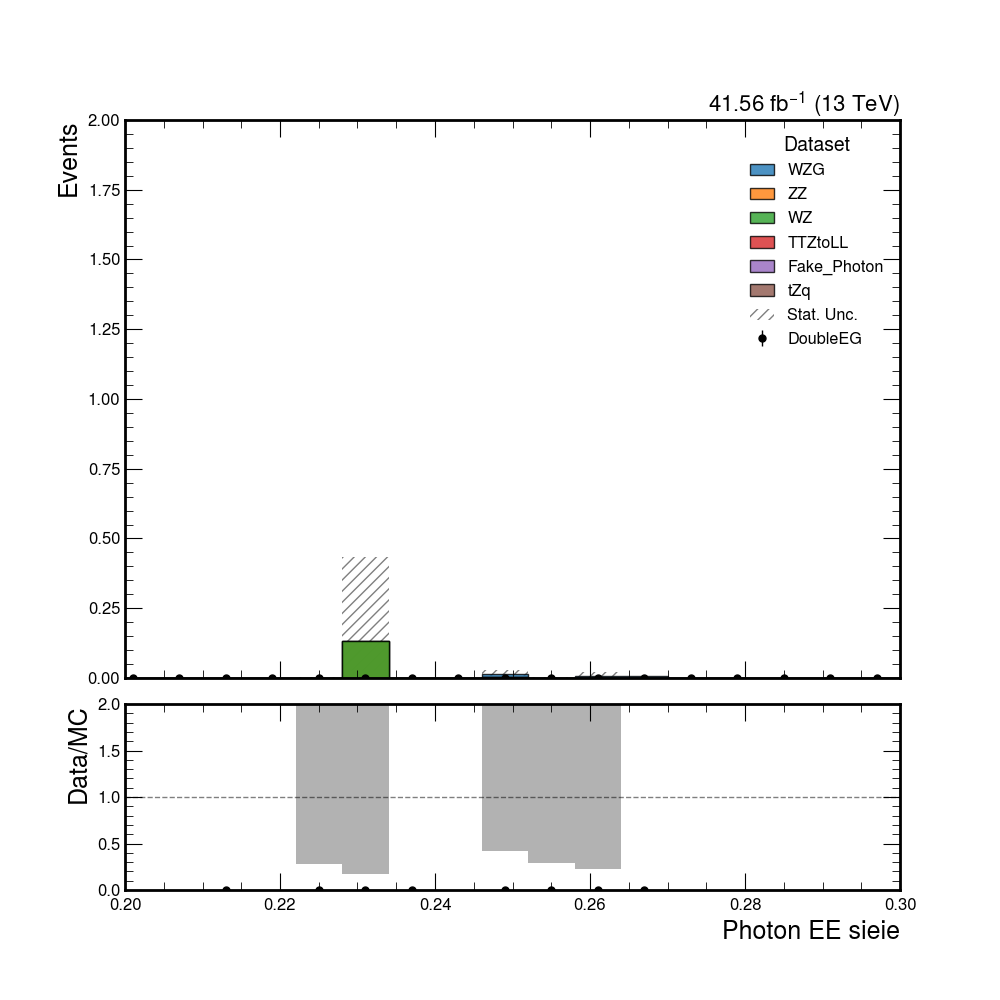 41.56 fb⁻¹ (13 TeV)
Events
2.00
1.75
1.50
1.25
1.00
0.75
0.50
0.25
0.00
Dataset
WZG
ZZ
WZ
TTZtoLL
Fake_Photon
tZq
Stat. Unc.
DoubleEG
Data/MC
2.0
1.5
1.0
0.5
0.0
0.20 0.22 0.24 0.26 0.28 0.30
Photon EE sieie